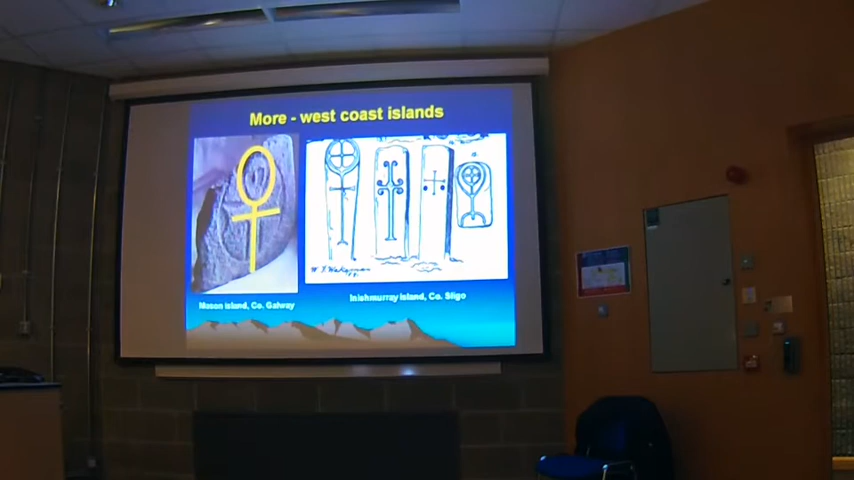 More - west coast islands
Mason island, Co. Galway
Inishmurray Island, Co. Sligo